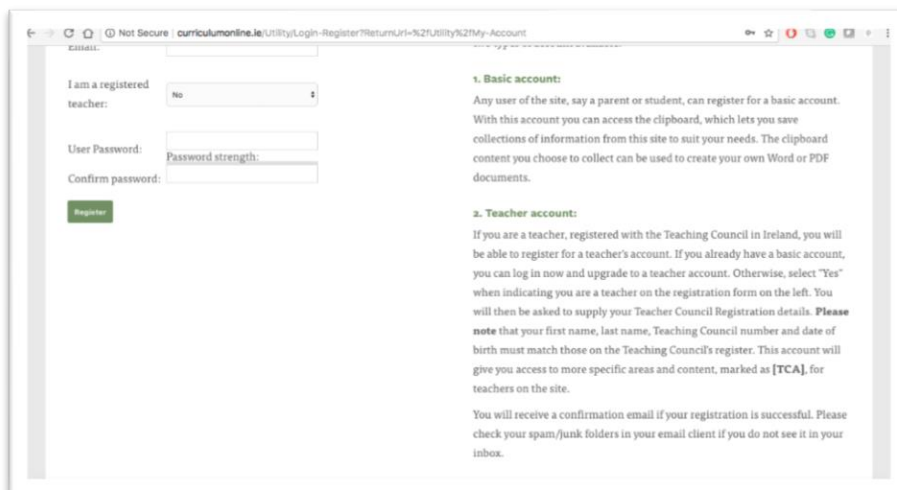 Not Secure | curriculumonline.ie/Utility/Login-Register?ReturnUrl=%2fUtility%2fMy-Account
Email:
I am a registered
teacher:
No
User Password:
Password strength:
Confirm password:
Register
two types of account available:
1. Basic account:
Any user of the site, say a parent or student, can register for a basic account.
With this account you can access the clipboard, which lets you save
collections of information from this site to suit your needs. The clipboard
content you choose to collect can be used to create your own Word or PDF
documents.
2. Teacher account:
If you are a teacher, registered with the Teaching Council in Ireland, you will
be able to register for a teacher's account. If you already have a basic account,
you can log in now and upgrade to a teacher account. Otherwise, select "Yes"
when indicating you are a teacher on the registration form on the left. You
will then be asked to supply your Teacher Council Registration details. Please
note that your first name, last name, Teaching Council number and date of
birth must match those on the Teaching Council's register. This account will
give you access to more specific areas and content, marked as [TCA], for
teachers on the site.
You will receive a confirmation email if your registration is successful. Please
check your spam/junk folders in your email client if you do not see it in your
inbox.